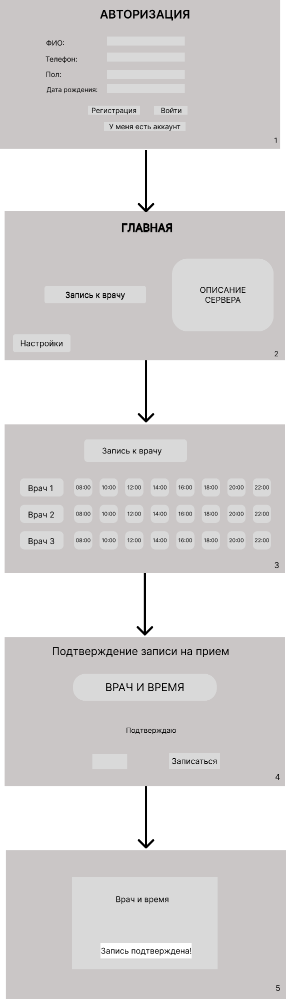 АВТОРИЗАЦИЯ
ФИО:
Телефон:
Пол:
Дата рождения:
Регистрация Войти
У меня есть аккаунт
1
ГЛАВНАЯ
ОПИСАНИЕ
СЕРВЕРА
Запись к врачу
Настройки
2
Запись к врачу
Врач 1 08:00 10:00 12:00 14:00 16:00 18:00 20:00 22:00
Врач 2 08:00 10:00 12:00 14:00 16:00 18:00 20:00 22:00
Врач 3 08:00 10:00 12:00 14:00 16:00 18:00 20:00 22:00
3
Подтверждение записи на прием
ВРАЧ И ВРЕМЯ
Подтверждаю
Записаться
4
Врач и время
Запись подтверждена!
5